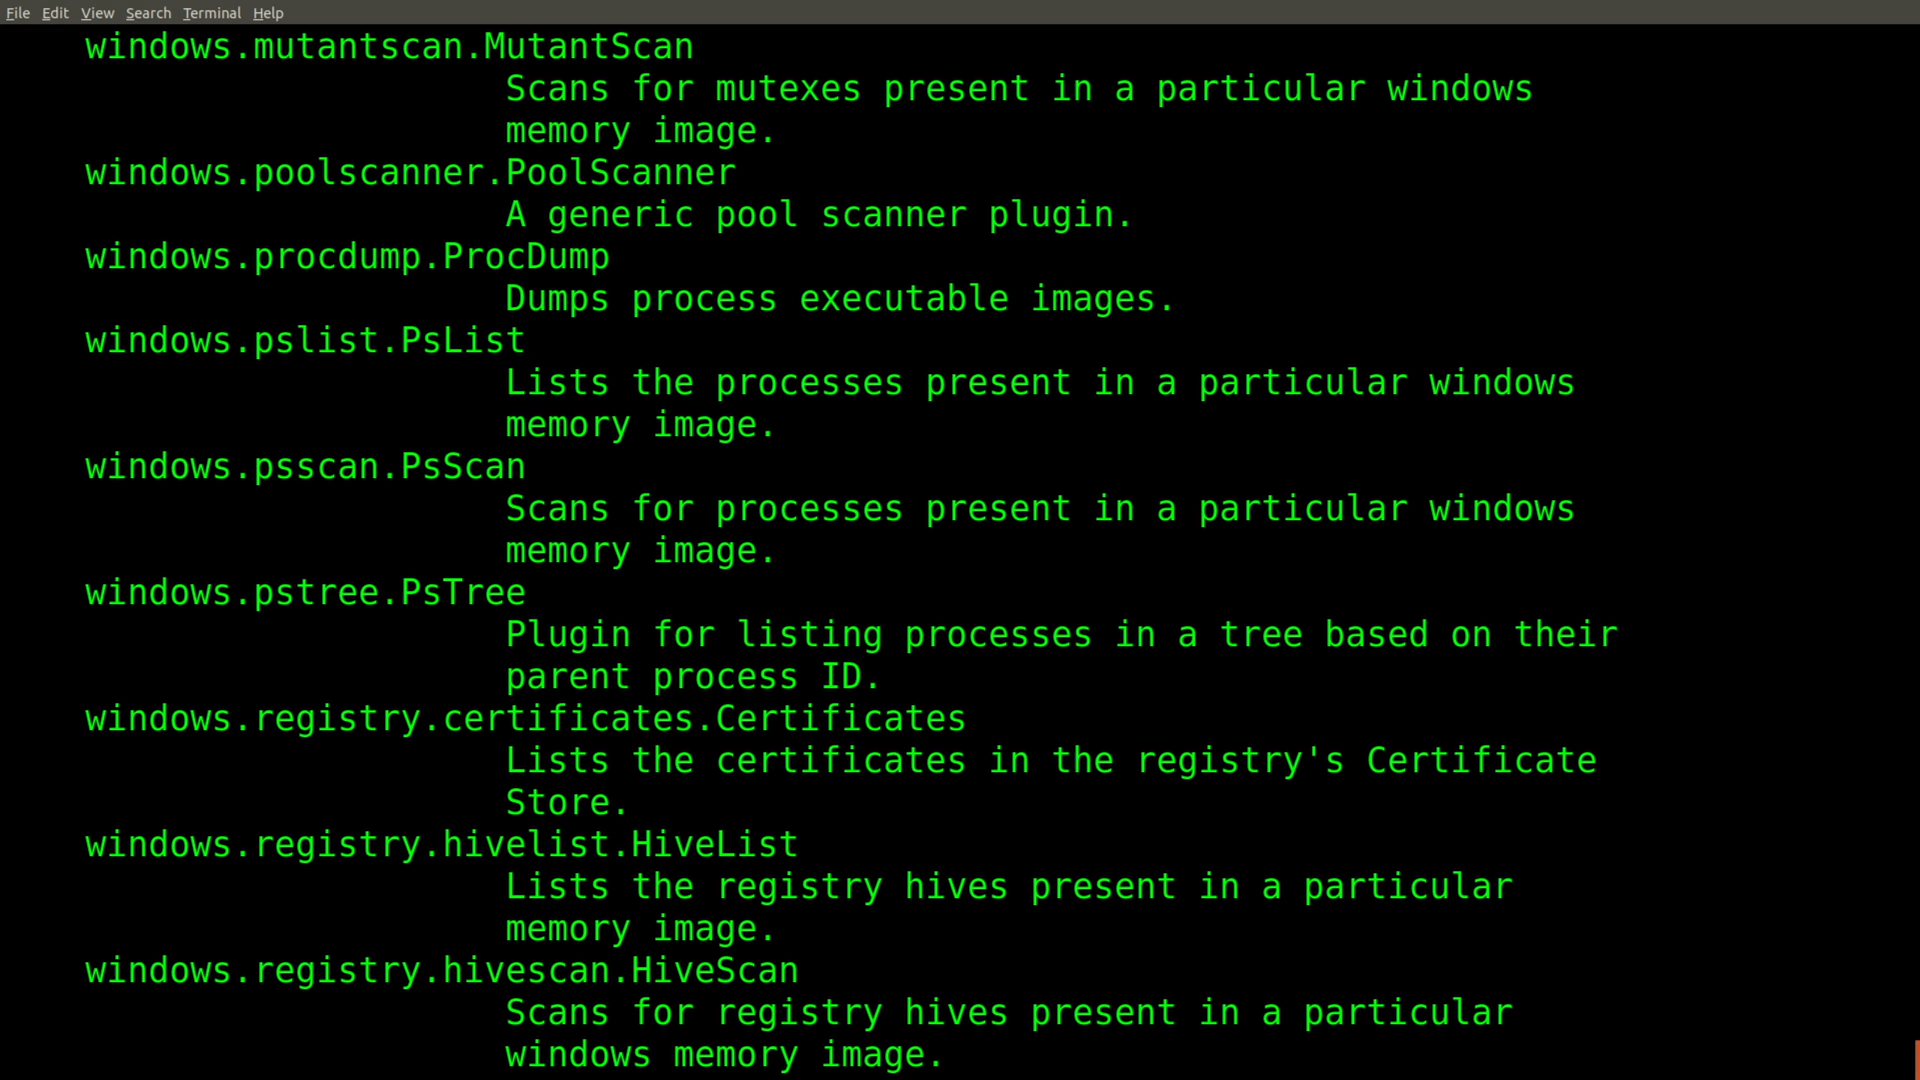 File Edit View Search Terminal Help
windows.mutantscan.MutantScan
Scans for mutexes present in a particular windows
memory image.
windows.poolscanner.PoolScanner
A generic pool scanner plugin.
windows.procdump.ProcDump
Dumps process executable images.
windows.pslist.PsList
Lists the processes present in a particular windows
memory image.
windows.psscan.PsScan
Scans for processes present in a particular windows
memory image.
windows.pstree.PsTree
Plugin for listing processes in a tree based on their
parent process ID.
windows.registry.certificates.Certificates
Lists the certificates in the registry's Certificate
Store.
windows.registry.hivelist.HiveList
Lists the registry hives present in a particular
memory image.
windows.registry.hivescan.HiveScan
Scans for registry hives present in a particular
windows memory image.